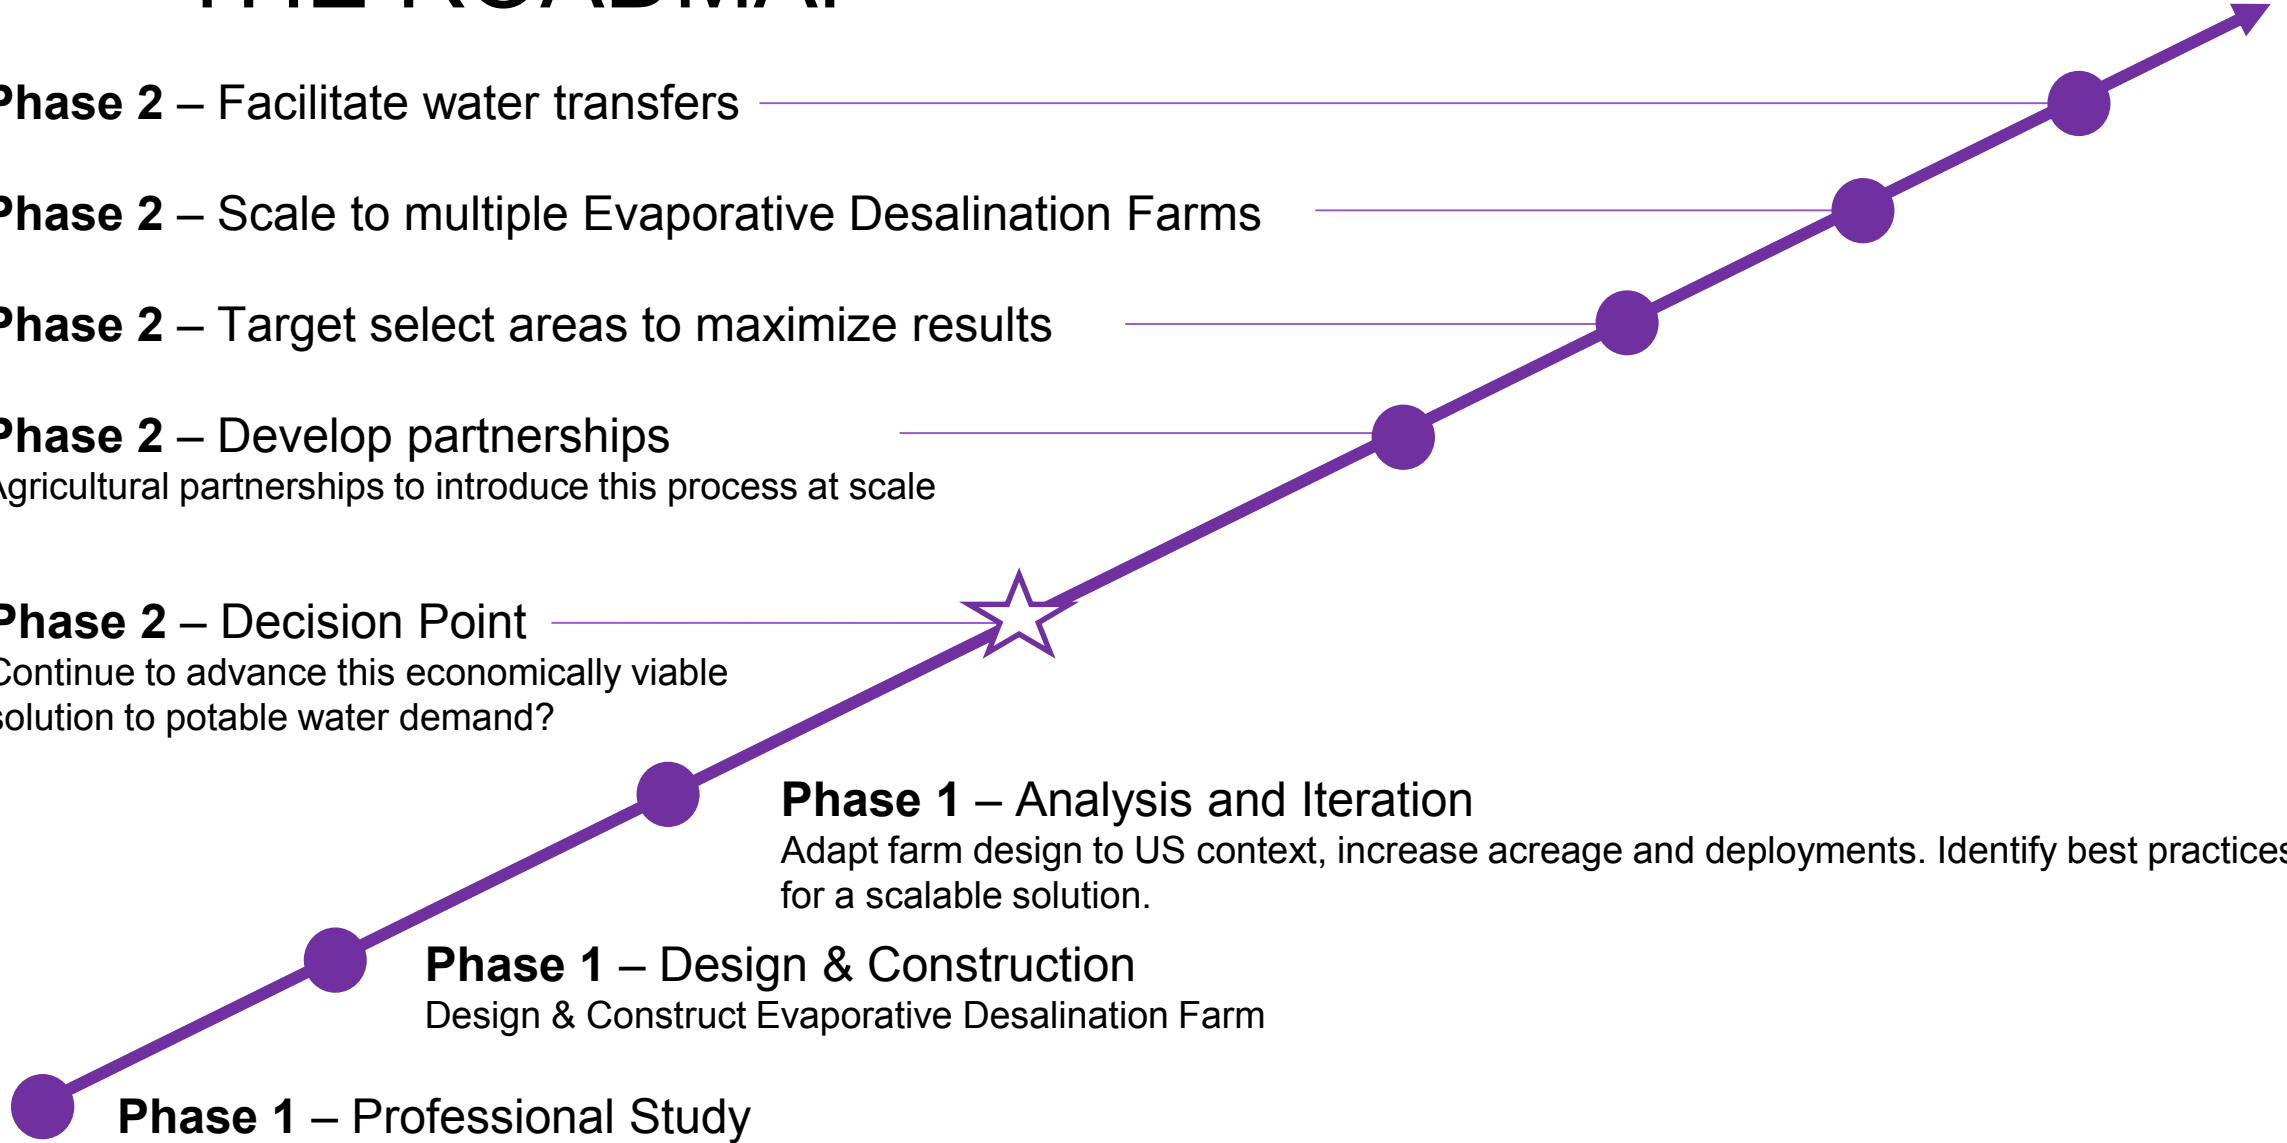 THE ROADMAP
Phase 2 – Facilitate water transfers
Phase 2 – Scale to multiple Evaporative Desalination Farms
Phase 2 – Target select areas to maximize results
Phase 2 – Develop partnerships
Agricultural partnerships to introduce this process at scale
Phase 2 – Decision Point
Continue to advance this economically viable
solution to potable water demand?
Phase 1 – Analysis and Iteration
Adapt farm design to US context, increase acreage and deployments. Identify best practices
for a scalable solution.
Phase 1 – Design & Construction
Design & Construct Evaporative Desalination Farm
Phase 1 – Professional Study